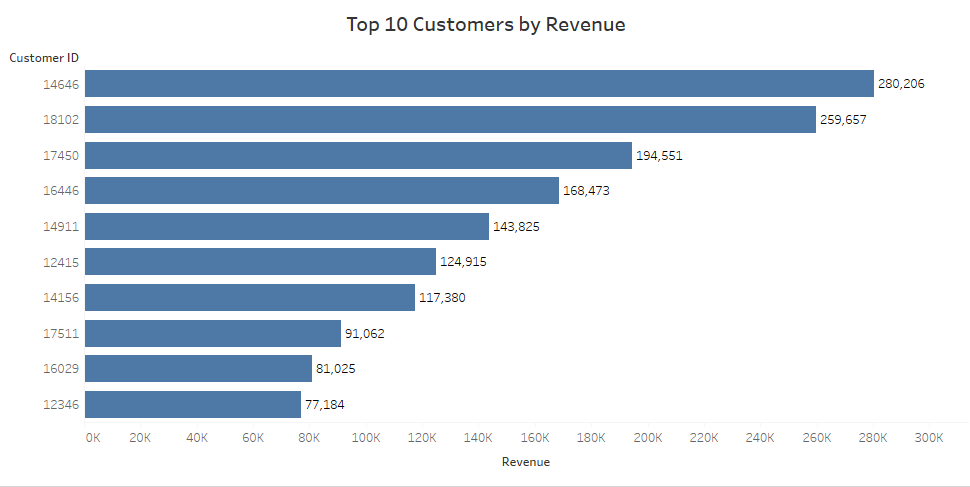 Top 10 Customers by Revenue
Customer ID
14646 280,206
18102 259,657
17450 194,551
16446 168,473
14911 143,825
12415 124,915
14156 117,380
17511 91,062
16029 81,025
12346 77,184
0K 20K 40K 60K 80K 100K 120K 140K 160K 180K 200K 220K 240K 260K 280K 300K
Revenue